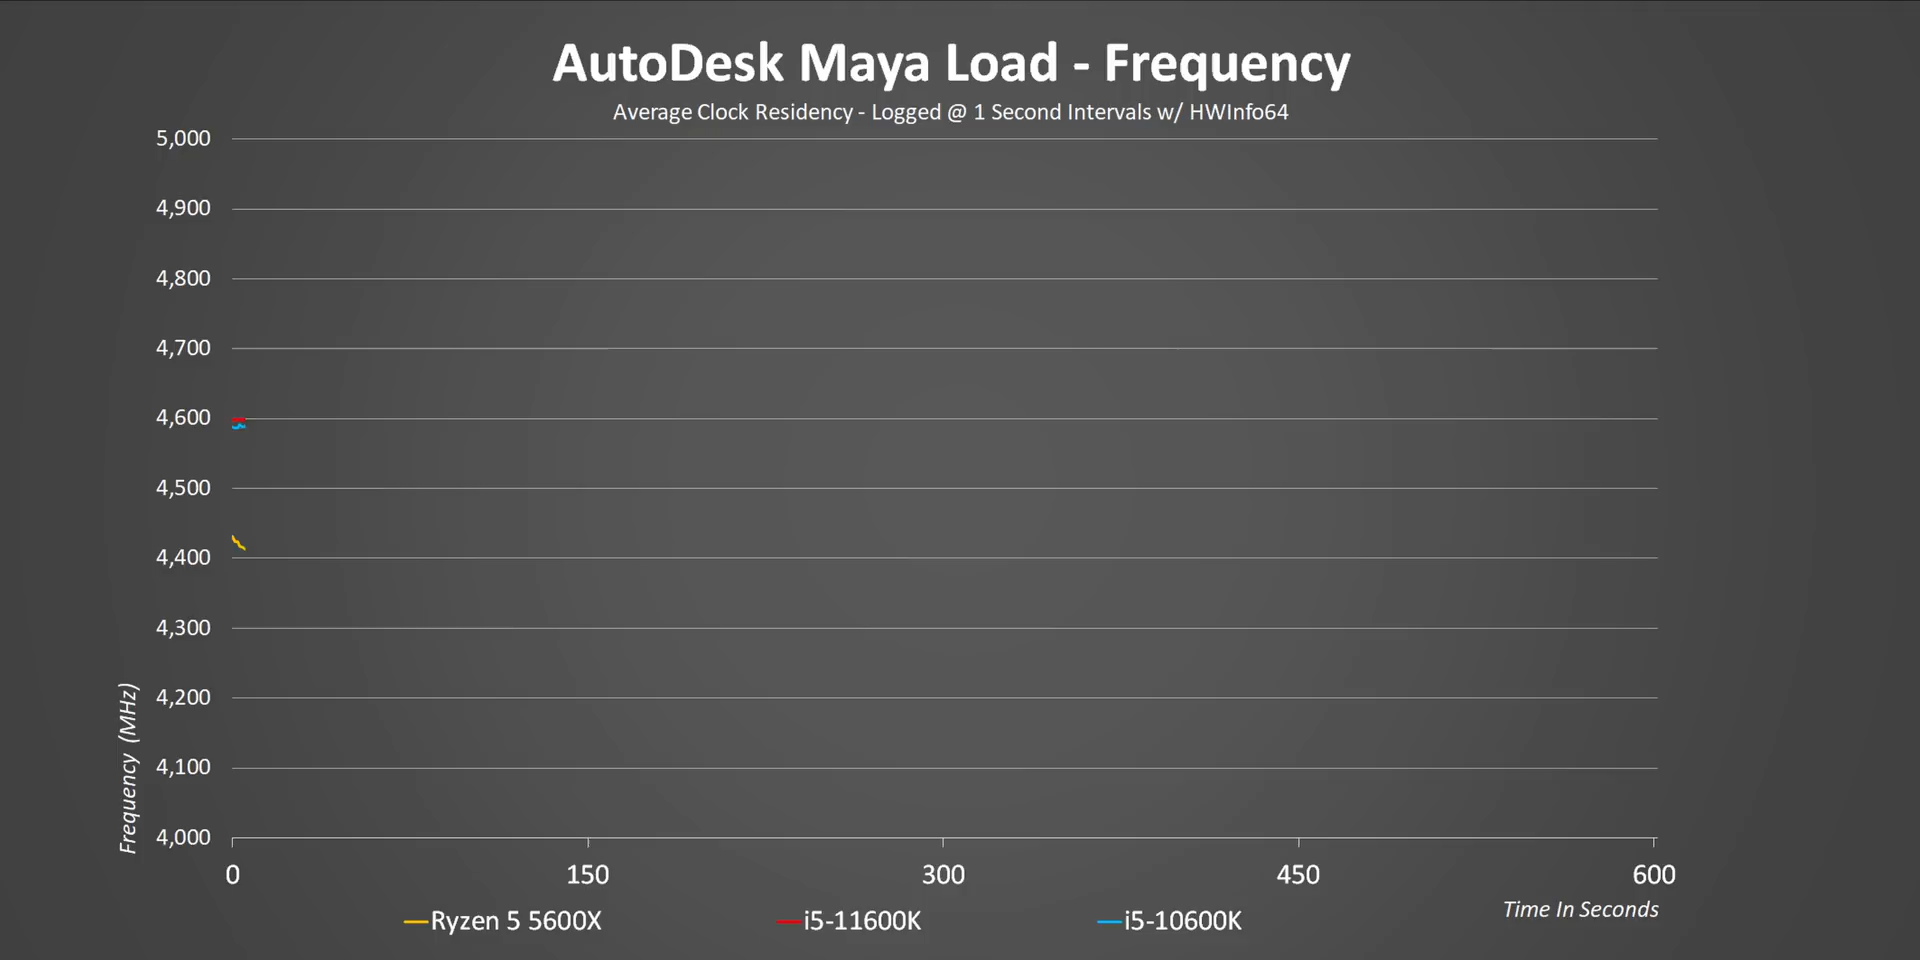 AutoDesk Maya Load - Frequency
Average Clock Residency - Logged @ 1 Second Intervals w/ HWInfo64
5,000
4,900
4,800
4,700
4,600
4,500
4,400
4,300
4,200
4,100
4,000
Frequency (MHz)
0 150 300 450 600
Time In Seconds
Ryzen 5 5600X i5-11600K i5-10600K